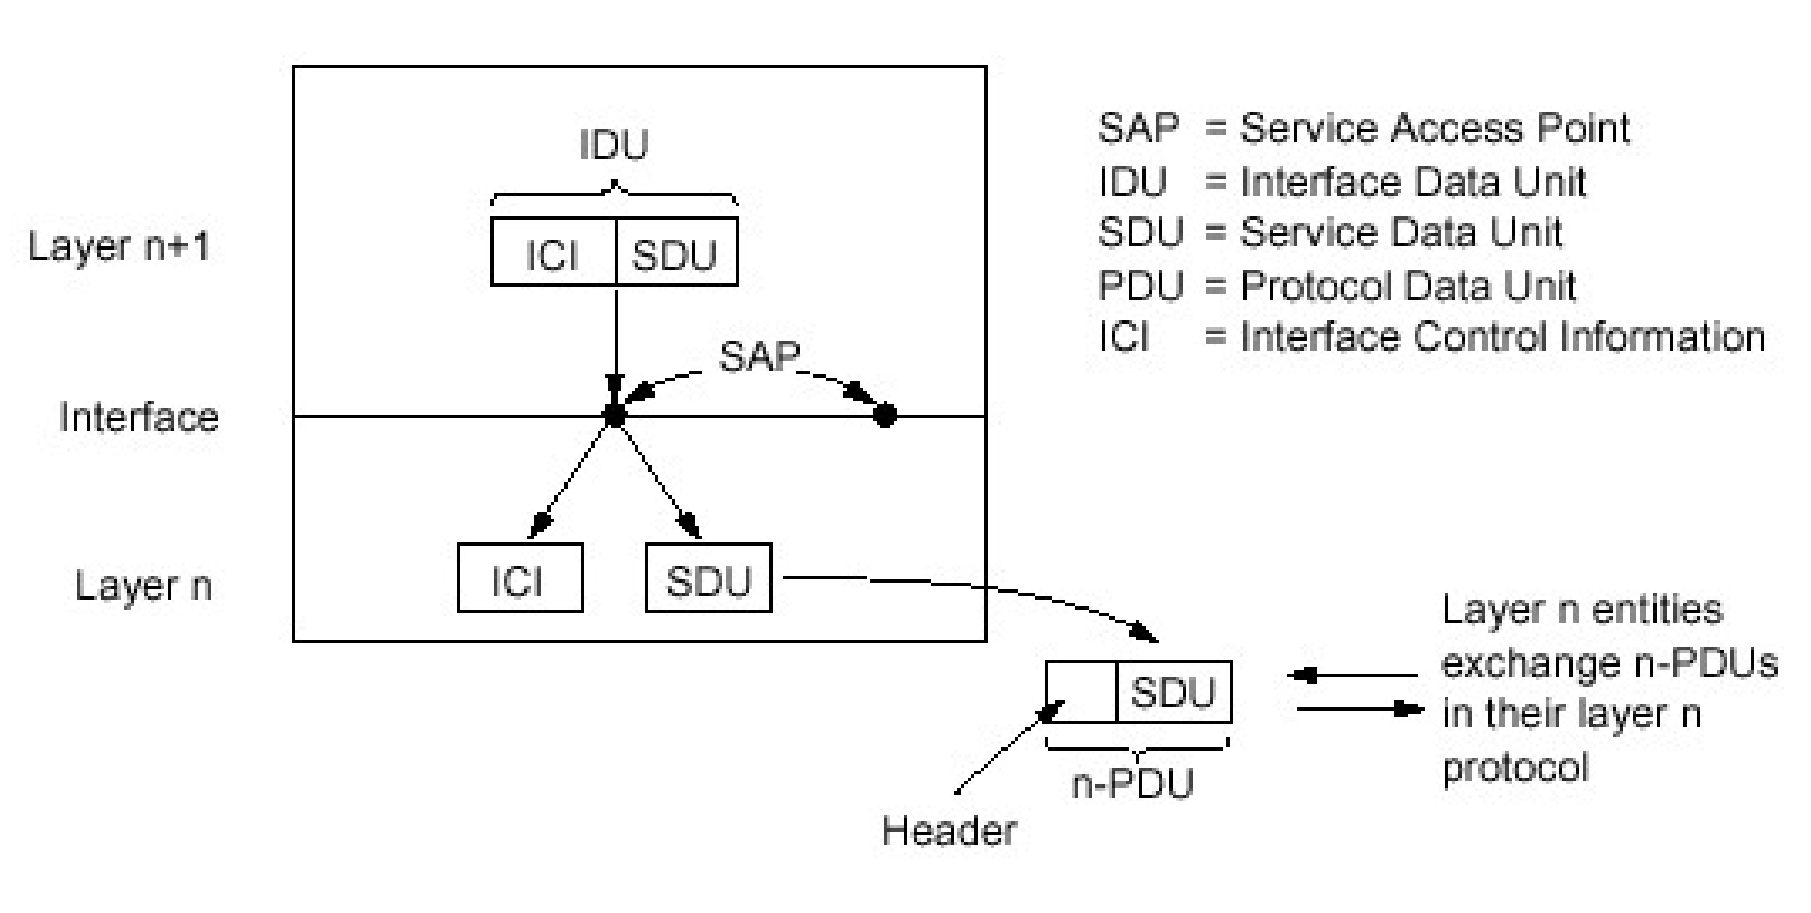 IDU
SAP = Service Access Point
IDU = Interface Data Unit
SDU = Service Data Unit
PDU = Protocol Data Unit
ICI = Interface Control Information
Layer n+1
ICI SDU
SAP
Interface
Layer n
ICI
SDU
Layer n entities
exchange n-PDUs
in their layer n
protocol
SDU
n-PDU
Header